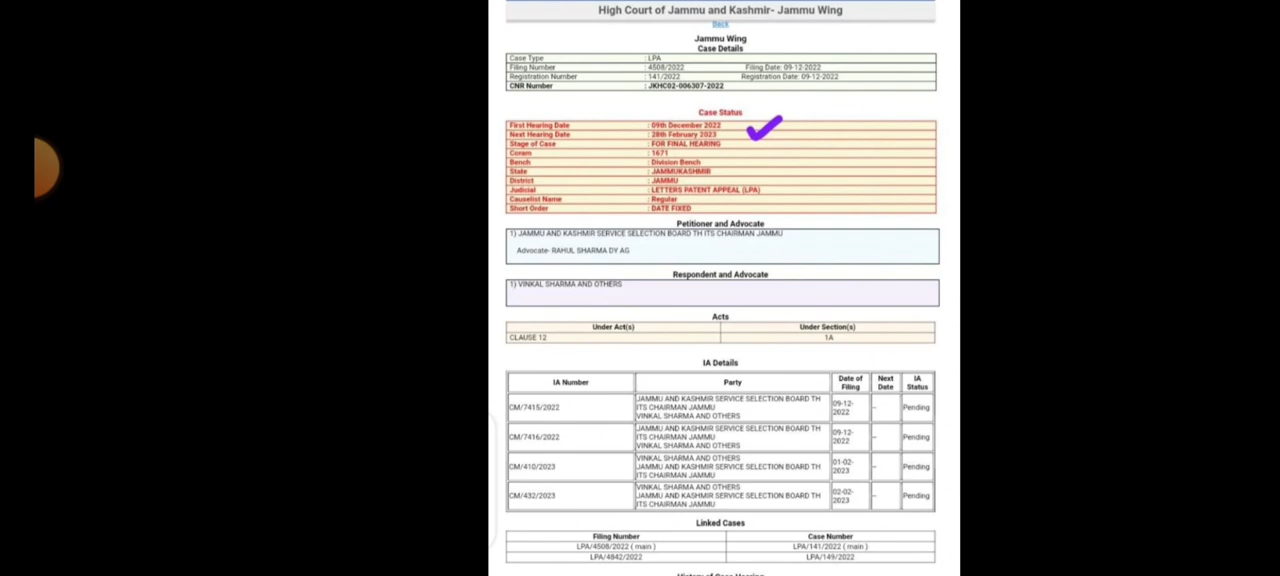 High Court of Jammu and Kashmir- Jammu Wing
Back
Jammu Wing
Case Details
Case Type : LPA
Filing Number : 4508/2022 Filing Date: 09-12-2022
Registration Number : 141/2022 Registration Date: 09-12-2022
CNR Number : JKHC02-006307-2022
Case Status
First Hearing Date : 09th December 2022
Next Hearing Date : 28th February 2023
Stage of Case : FOR FINAL HEARING
Coram : 1671
Bench : Division Bench
State : JAMMUKASHMIR
District : JAMMU
Judicial : LETTERS PATENT APPEAL (LPA)
Causelist Name : Regular
Short Order : DATE FIXED
Petitioner and Advocate
1) JAMMU AND KASHMIR SERVICE SELECTION BOARD TH ITS CHAIRMAN JAMMU
Advocate- RAHUL SHARMA DY AG
Respondent and Advocate
1) VINKAL SHARMA AND OTHERS
Acts
Under Act(s) Under Section(s)
CLAUSE 12 1A
IA Details
IA Number Party Date of Filing Next Date IA Status
CM/7415/2022 JAMMU AND KASHMIR SERVICE SELECTION BOARD TH ITS CHAIRMAN JAMMU VINKAL SHARMA AND OTHERS 09-12-2022 -- Pending
CM/7416/2022 JAMMU AND KASHMIR SERVICE SELECTION BOARD TH ITS CHAIRMAN JAMMU VINKAL SHARMA AND OTHERS 09-12-2022 -- Pending
CM/410/2023 VINKAL SHARMA AND OTHERS JAMMU AND KASHMIR SERVICE SELECTION BOARD TH ITS CHAIRMAN JAMMU 01-02-2023 -- Pending
CM/432/2023 VINKAL SHARMA AND OTHERS JAMMU AND KASHMIR SERVICE SELECTION BOARD TH ITS CHAIRMAN JAMMU 02-02-2023 -- Pending
Linked Cases
Filing Number Case Number
LPA/4508/2022 ( main ) LPA/141/2022 ( main )
LPA/4842/2022 LPA/149/2022
History of Case Hearing